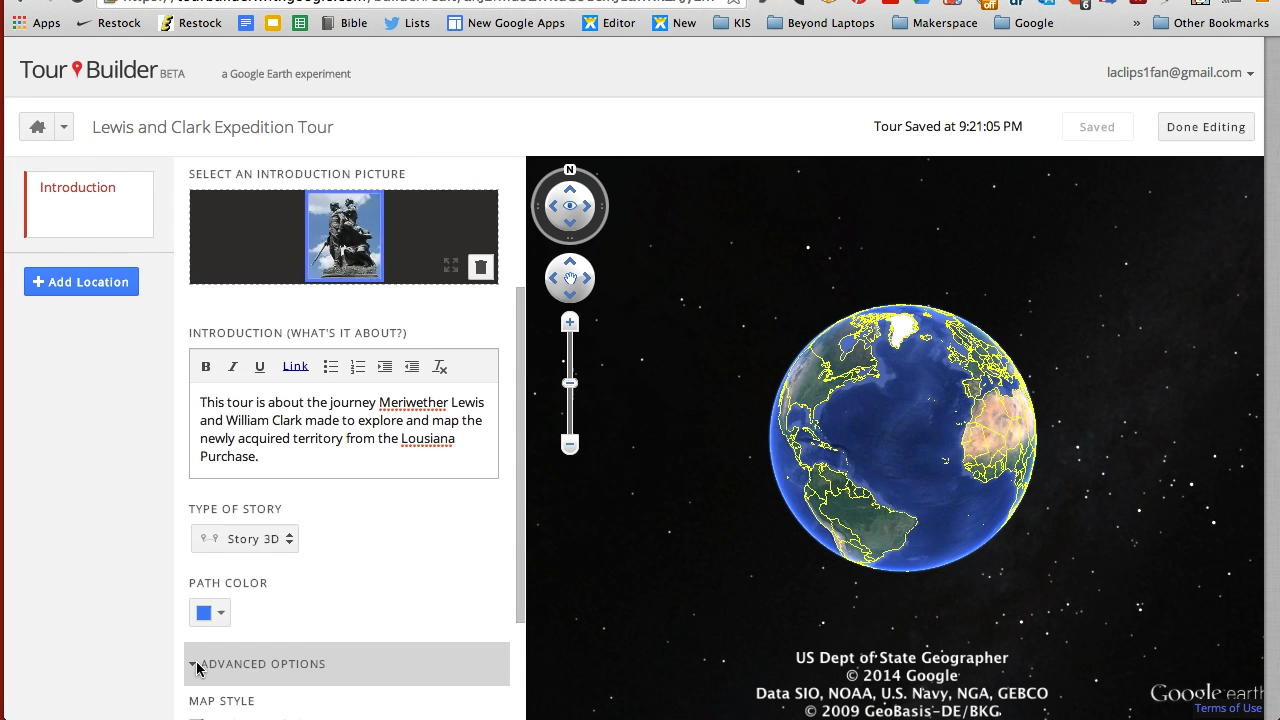 Apps Restock Restock Bible Lists New Google Apps Editor New KIS Beyond Laptops Makerspace Google » Other Bookmarks
off 6
Tour Builder BETA a Google Earth experiment laclips1fan@gmail.com
Lewis and Clark Expedition Tour Tour Saved at 9:21:05 PM Saved Done Editing
Introduction
+ Add Location
SELECT AN INTRODUCTION PICTURE
INTRODUCTION (WHAT'S IT ABOUT?)
B I U Link
This tour is about the journey Meriwether Lewis
and William Clark made to explore and map the
newly acquired territory from the Lousiana
Purchase.
TYPE OF STORY
Story 3D
PATH COLOR
ADVANCED OPTIONS
MAP STYLE
N
US Dept of State Geographer
© 2014 Google
Data SIO, NOAA, U.S. Navy, NGA, GEBCO
© 2009 GeoBasis-DE/BKG
Google earth
Terms of Use